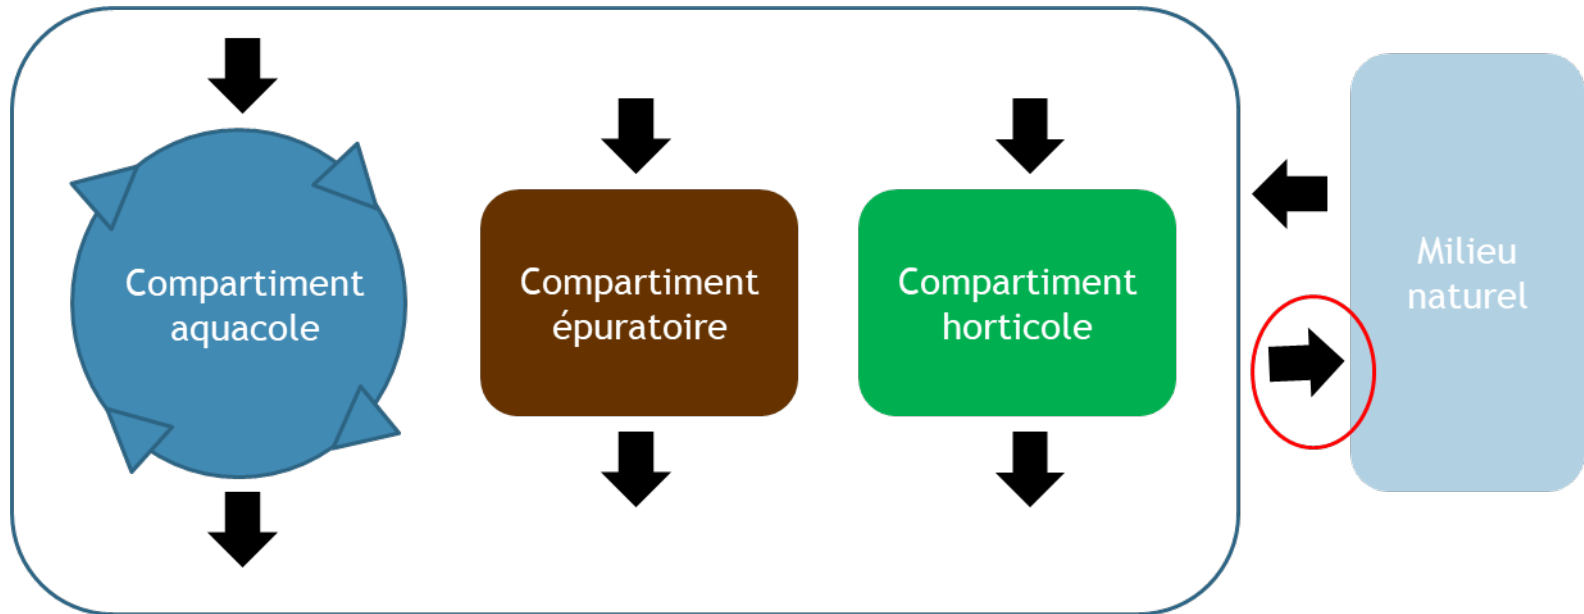 Compartiment
aquacole
Compartiment
épuratoire
Compartiment
horticole
Milieu
naturel